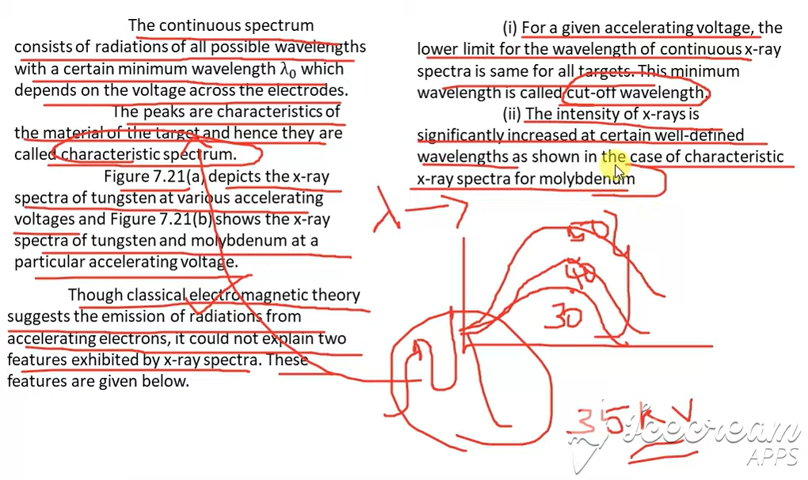 The continuous spectrum
consists of radiations of all possible wavelengths
with a certain minimum wavelength λ₀ which
depends on the voltage across the electrodes.
The peaks are characteristics of
the material of the target and hence they are
called characteristic spectrum.
Figure 7.21(a) depicts the x-ray
spectra of tungsten at various accelerating
voltages and Figure 7.21(b) shows the x-ray
spectra of tungsten and molybdenum at a
particular accelerating voltage.
Though classical electromagnetic theory
suggests the emission of radiations from
accelerating electrons, it could not explain two
features exhibited by x-ray spectra. These
features are given below.
(i) For a given accelerating voltage, the
lower limit for the wavelength of continuous x-ray
spectra is same for all targets. This minimum
wavelength is called cut-off wavelength.
(ii) The intensity of x-rays is
significantly increased at certain well-defined
wavelengths as shown in the case of characteristic
x-ray spectra for molybdenum
λ →
50
40
30
35 KV
Icecream
APPS